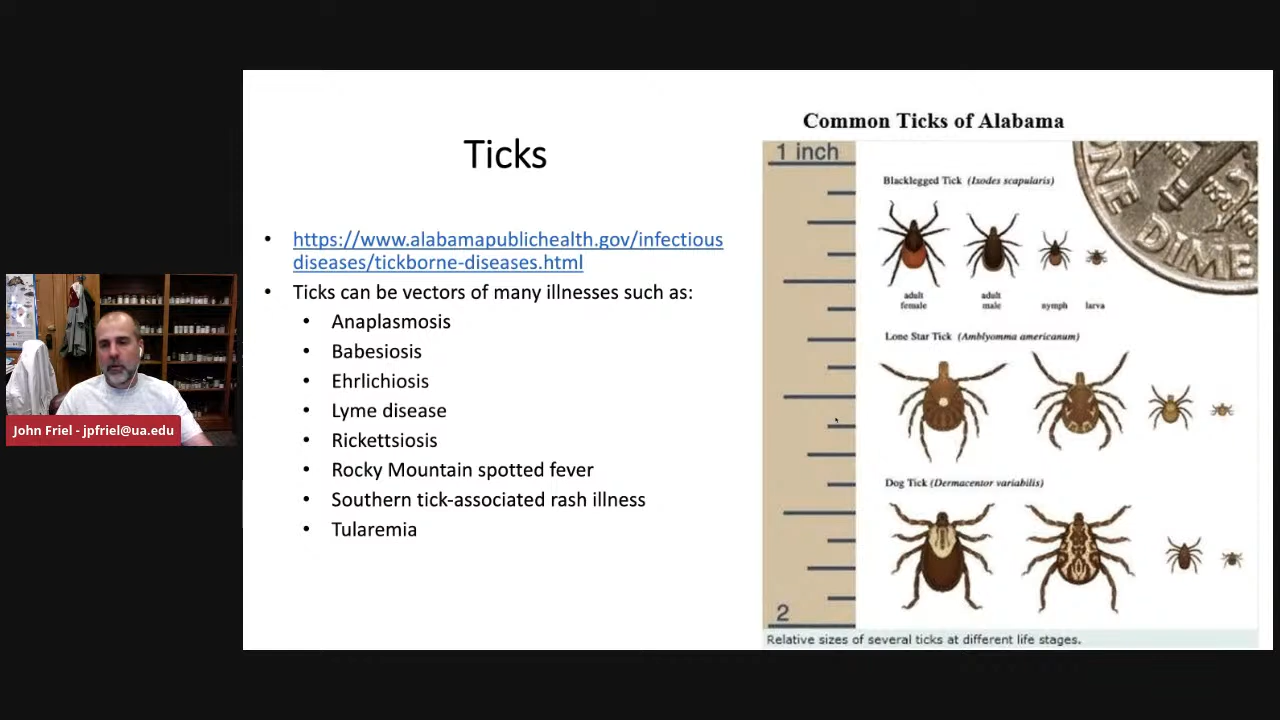 Ticks
https://www.alabamapublichealth.gov/infectious
diseases/tickborne-diseases.html
Ticks can be vectors of many illnesses such as:
Anaplasmosis
Babesiosis
Ehrlichiosis
Lyme disease
Rickettsiosis
Rocky Mountain spotted fever
Southern tick-associated rash illness
Tularemia
Common Ticks of Alabama
1 inch
ONE
DIME
Blacklegged Tick (Ixodes scapularis)
adult female
adult male
nymph
larva
Lone Star Tick (Amblyomma americanum)
Dog Tick (Dermacentor variabilis)
2
Relative sizes of several ticks at different life stages.
John Friel - jpfriel@ua.edu